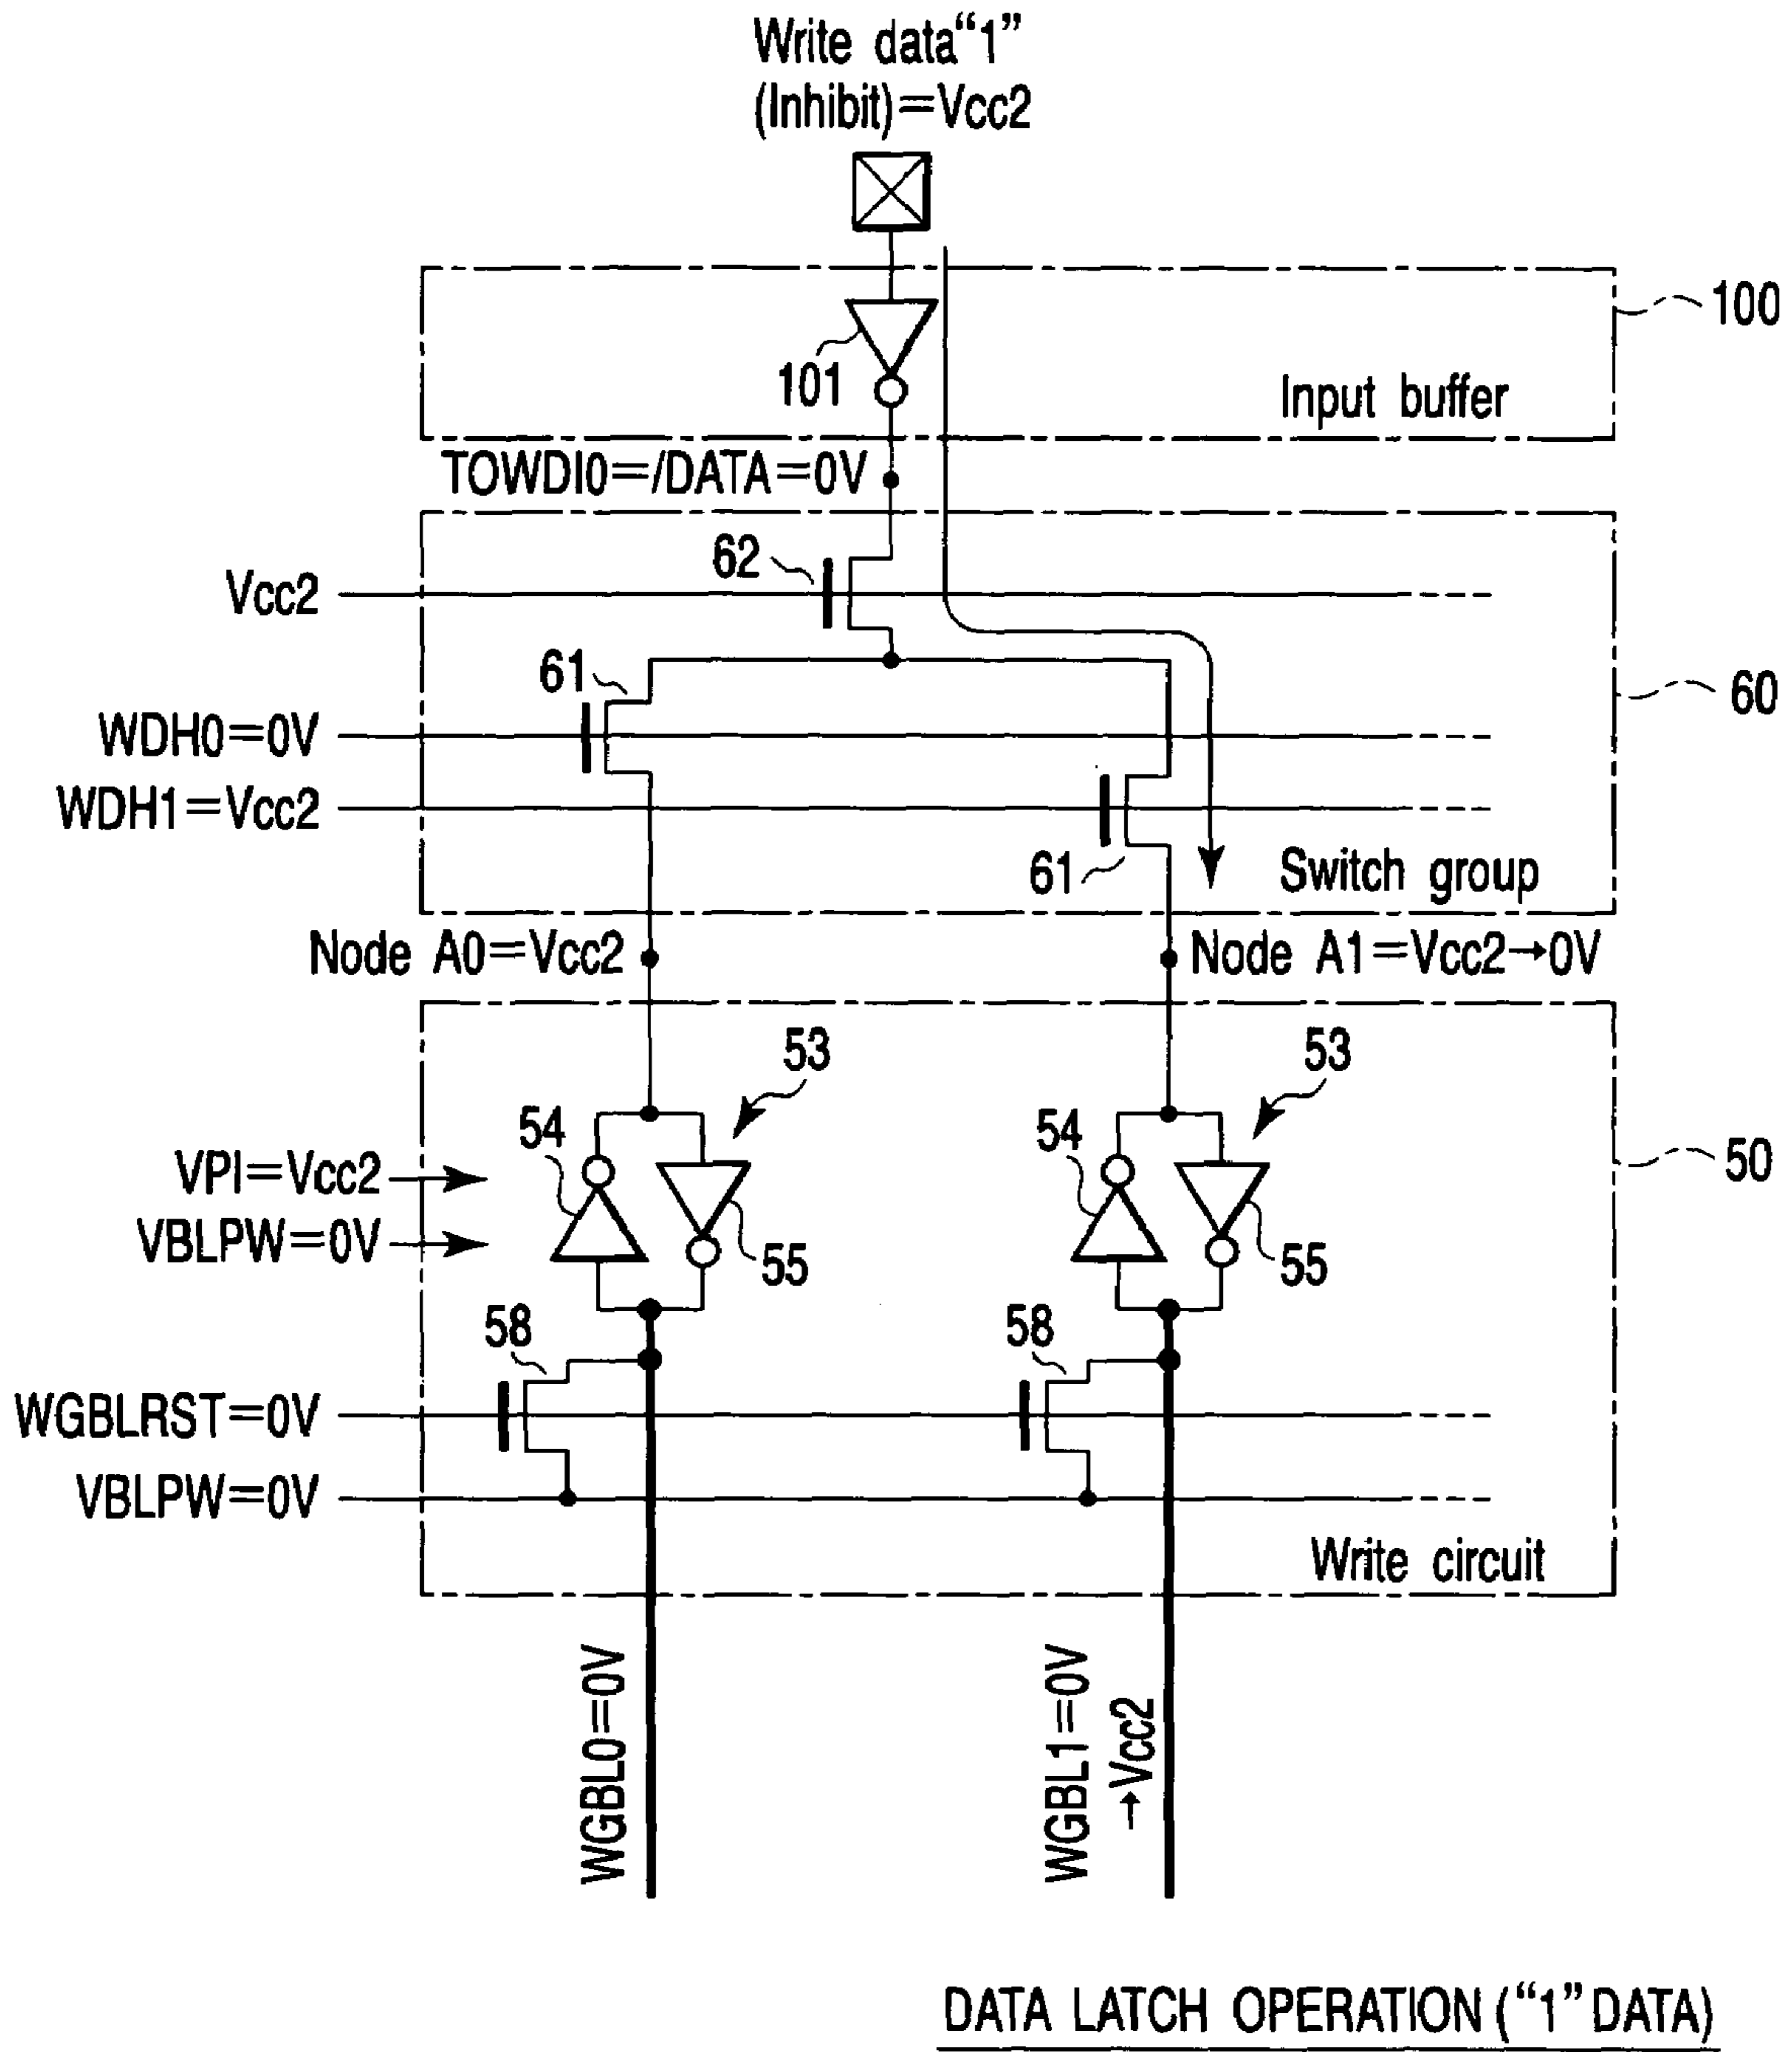 Write data“1”
(Inhibit)=Vcc2
100
101
Input buffer
TOWDI0=/DATA=0V
62
Vcc2
61
60
WDH0=0V
WDH1=Vcc2
61
Switch group
Node A0=Vcc2
Node A1=Vcc2→0V
53
53
54
54
50
VPI=Vcc2
VBLPW=0V
55
55
58
58
WGBLRST=0V
VBLPW=0V
Write circuit
WGBL0=0V
WGBL1=0V
→Vcc2
DATA LATCH OPERATION (“1” DATA)